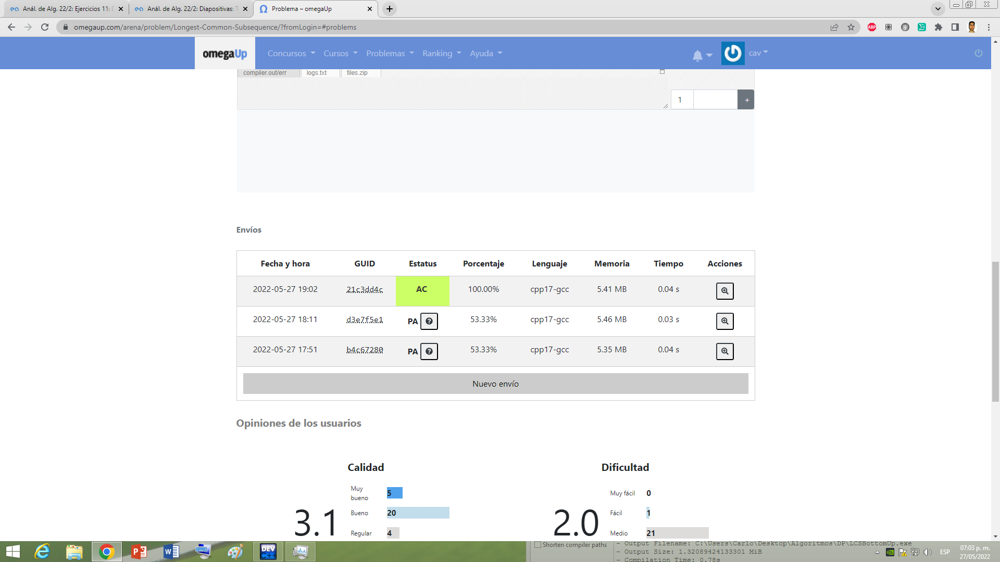 Anál. de Alg. 22/2: Ejercicios 11: D
Anál. de Alg. 22/2: Diapositivas: T
Problema – omegaUp
omegaup.com/arena/problem/Longest-Common-Subsequence/?fromLogin=#problems
ABP
omegaUp
Concursos
Cursos
Problemas
Ranking
Ayuda
cav
compiler.out/err
logs.txt
files.zip
1
+
Envíos
Fecha y hora GUID Estatus Porcentaje Lenguaje Memoria Tiempo Acciones
2022-05-27 19:02 21c3dd4c AC 100.00% cpp17-gcc 5.41 MB 0.04 s
2022-05-27 18:11 d3e7f5e1 PA 53.33% cpp17-gcc 5.46 MB 0.03 s
2022-05-27 17:51 b4c67280 PA 53.33% cpp17-gcc 5.35 MB 0.04 s
Nuevo envío
Opiniones de los usuarios
Calidad
3.1
Muy bueno 5
Bueno 20
Regular 4
Dificultad
2.0
Muy fácil 0
Fácil 1
Medio 21
Shorten compiler paths
- Output Filename: C:\Users\Carlo\Desktop\Algoritmos\DP\LCSBottomUp.exe
- Output Size: 1.32089424133301 MiB
- Compilation Time: 0.78s
DEV C++
ESP
07:03 p. m.
27/05/2022